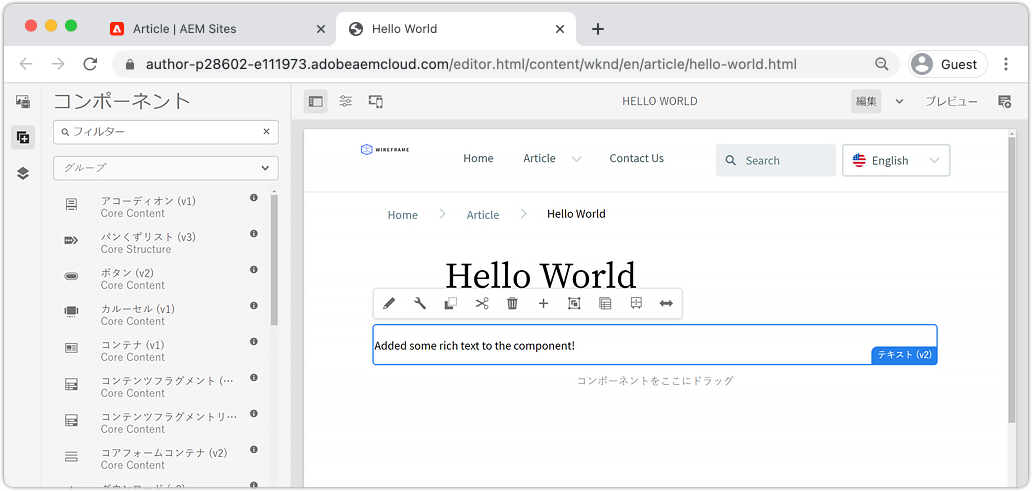 Article | AEM Sites
Hello World
author-p28602-e111973.adobeaemcloud.com/editor.html/content/wknd/en/article/hello-world.html
Guest
コンポーネント
HELLO WORLD
編集
プレビュー
フィルター
グループ
アコーディオン (v1)
Core Content
パンくずリスト (v3)
Core Structure
ボタン (v2)
Core Content
カルーセル (v1)
Core Content
コンテナ (v1)
Core Content
コンテンツフラグメント (…
Core Content
コンテンツフラグメントリ…
Core Content
コアフォームコンテナ (v2)
Core Content
WIREFRAME
Home
Article
Contact Us
Search
English
Home
Article
Hello World
Hello World
Added some rich text to the component!
テキスト (v2)
コンポーネントをここにドラッグ